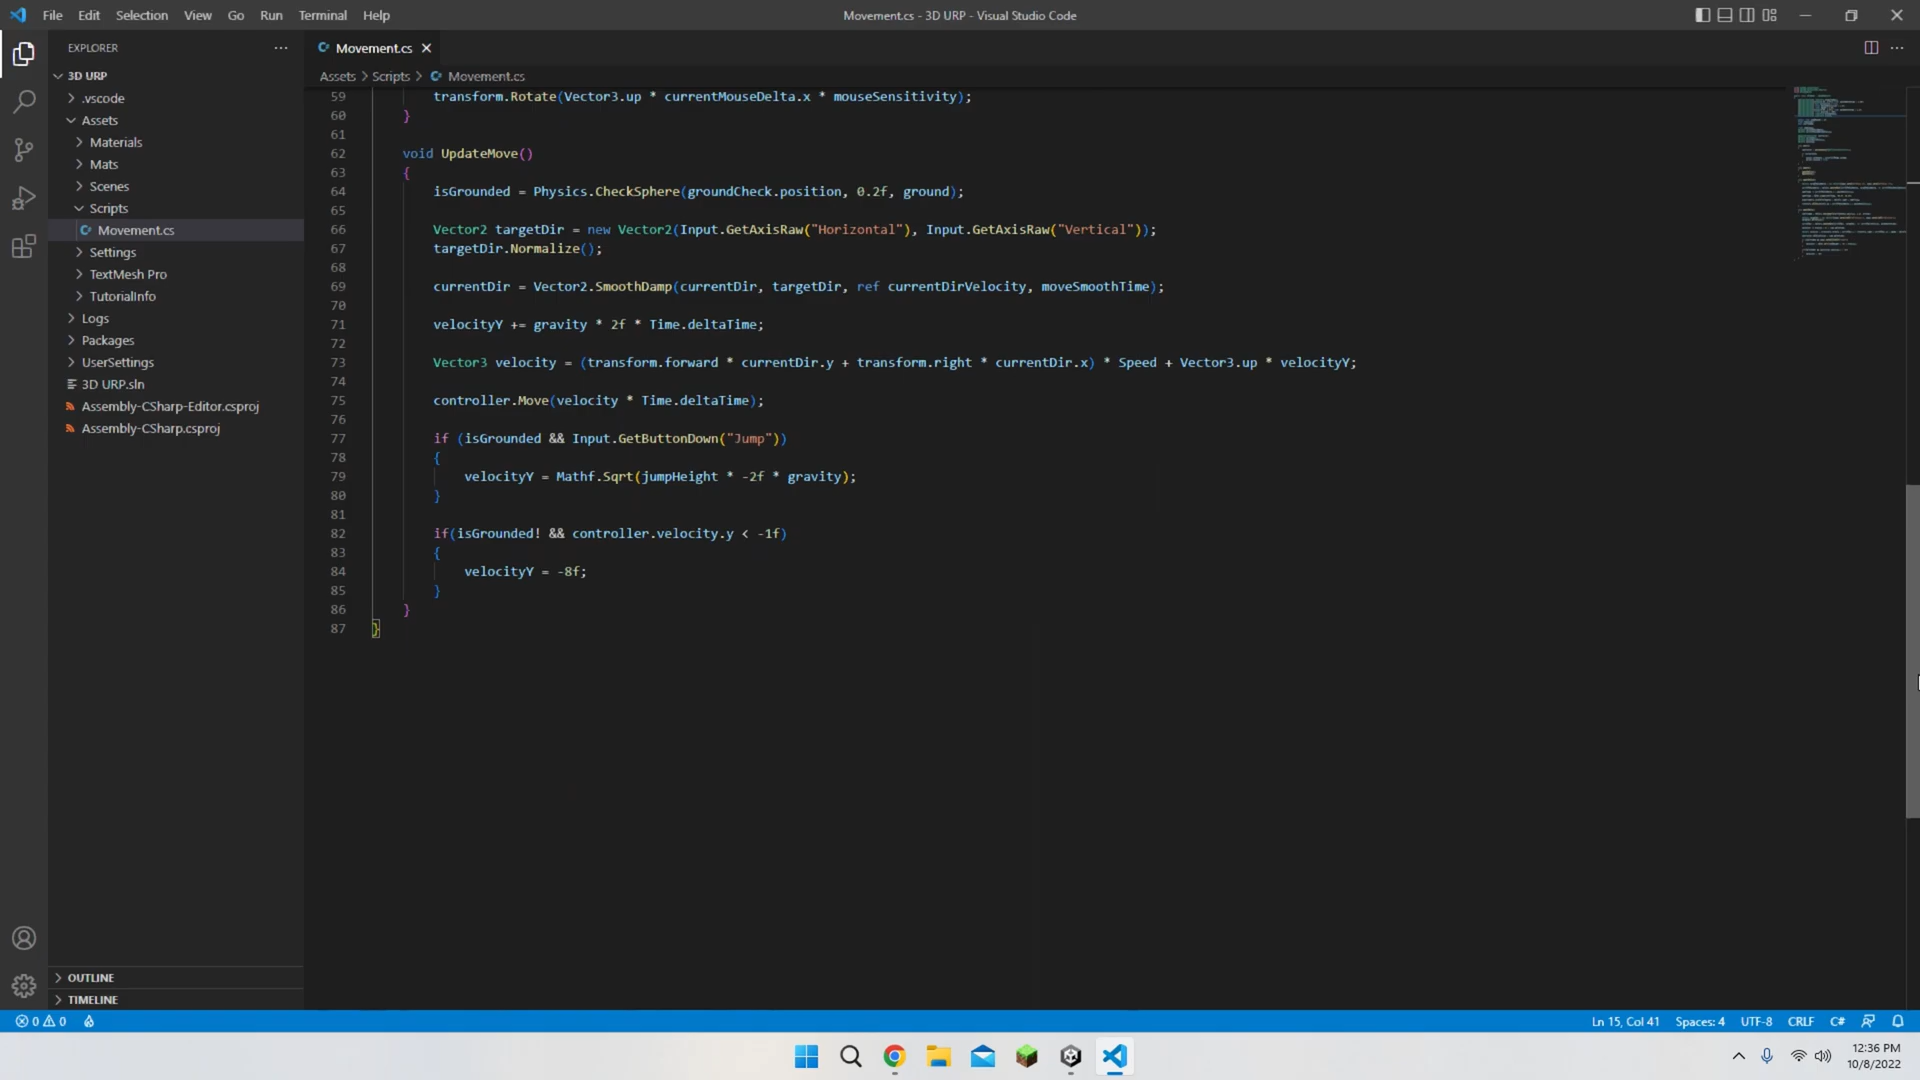 File Edit Selection View Go Run Terminal Help
Movement.cs - 3D URP - Visual Studio Code
EXPLORER
3D URP
.vscode
Assets
Materials
Mats
Scenes
Scripts
Movement.cs
Settings
TextMesh Pro
TutorialInfo
Logs
Packages
UserSettings
3D URP.sln
Assembly-CSharp-Editor.csproj
Assembly-CSharp.csproj
OUTLINE
TIMELINE
Movement.cs
Assets > Scripts > Movement.cs
59 transform.Rotate(Vector3.up * currentMouseDelta.x * mouseSensitivity);
60 }
61
62 void UpdateMove()
63 {
64 isGrounded = Physics.CheckSphere(groundCheck.position, 0.2f, ground);
65
66 Vector2 targetDir = new Vector2(Input.GetAxisRaw("Horizontal"), Input.GetAxisRaw("Vertical"));
67 targetDir.Normalize();
68
69 currentDir = Vector2.SmoothDamp(currentDir, targetDir, ref currentDirVelocity, moveSmoothTime);
70
71 velocityY += gravity * 2f * Time.deltaTime;
72
73 Vector3 velocity = (transform.forward * currentDir.y + transform.right * currentDir.x) * Speed + Vector3.up * velocityY;
74
75 controller.Move(velocity * Time.deltaTime);
76
77 if (isGrounded && Input.GetButtonDown("Jump"))
78 {
79 velocityY = Mathf.Sqrt(jumpHeight * -2f * gravity);
80 }
81
82 if(isGrounded! && controller.velocity.y < -1f)
83 {
84 velocityY = -8f;
85 }
86 }
87 }
0 0
Ln 15, Col 41 Spaces: 4 UTF-8 CRLF C#
12:36 PM
10/8/2022